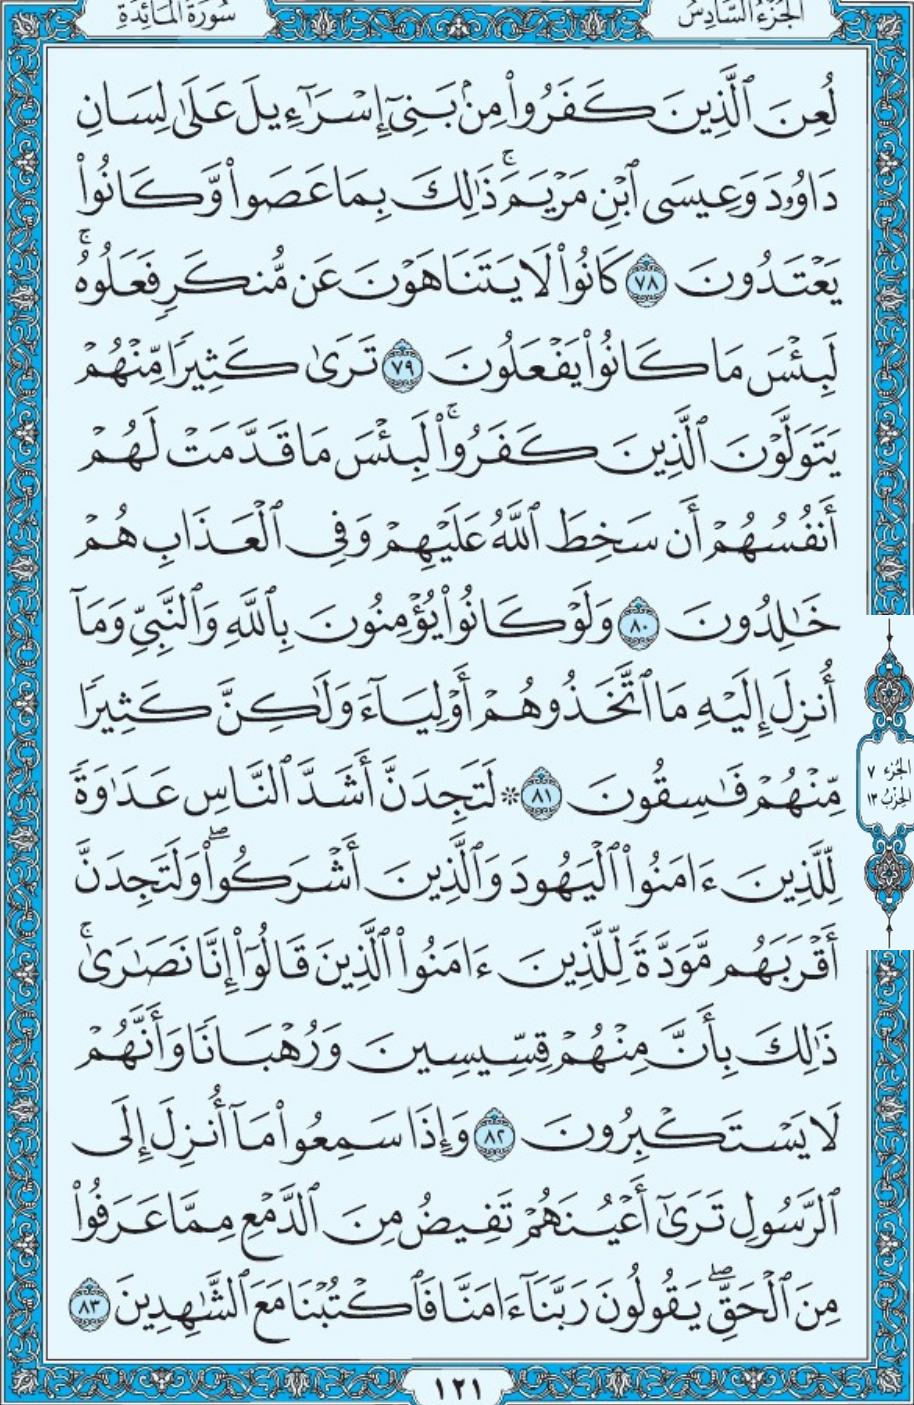 سُورَةُ المَائِدَةِ
الجُزْءُ السَّادِسُ
لُعِنَ ٱلَّذِينَ كَفَرُواْ مِنۢ بَنِيٓ إِسۡرَـٰٓءِيلَ عَلَىٰ لِسَانِ
دَاوُۥدَ وَعِيسَى ٱبۡنِ مَرۡيَمَۚ ذَٰلِكَ بِمَا عَصَواْ وَّكَانُواْ
يَعۡتَدُونَ ٧٨ كَانُواْ لَا يَتَنَاهَوۡنَ عَن مُّنكَرٖ فَعَلُوهُۚ
لَبِئۡسَ مَا كَانُواْ يَفۡعَلُونَ ٧٩ تَرَىٰ كَثِيرٗا مِّنۡهُمۡ
يَتَوَلَّوۡنَ ٱلَّذِينَ كَفَرُواْۚ لَبِئۡسَ مَا قَدَّمَتۡ لَهُمۡ
أَنفُسُهُمۡ أَن سَخِطَ ٱللَّهُ عَلَيۡهِمۡ وَفِي ٱلۡعَذَابِ هُمۡ
خَٰلِدُونَ ٨٠ وَلَوۡ كَانُواْ يُؤۡمِنُونَ بِٱللَّهِ وَٱلنَّبِيِّ وَمَآ
أُنزِلَ إِلَيۡهِ مَا ٱتَّخَذُوهُمۡ أَوۡلِيَآءَ وَلَٰكِنَّ كَثِيرٗا
مِّنۡهُمۡ فَٰسِقُونَ ٨١ ۞ لَتَجِدَنَّ أَشَدَّ ٱلنَّاسِ عَدَٰوَةٗ
لِّلَّذِينَ ءَامَنُواْ ٱلۡيَهُودَ وَٱلَّذِينَ أَشۡرَكُواْۖ وَلَتَجِدَنَّ
أَقۡرَبَهُم مَّوَدَّةٗ لِّلَّذِينَ ءَامَنُواْ ٱلَّذِينَ قَالُوٓاْ إِنَّا نَصَٰرَىٰۚ
ذَٰلِكَ بِأَنَّ مِنۡهُمۡ قِسِّيسِينَ وَرُهۡبَانٗا وَأَنَّهُمۡ
لَا يَسۡتَكۡبِرُونَ ٨٢ وَإِذَا سَمِعُواْ مَآ أُنزِلَ إِلَى
ٱلرَّسُولِ تَرَىٰٓ أَعۡيُنَهُمۡ تَفِيضُ مِنَ ٱلدَّمۡعِ مِمَّا عَرَفُواْ
مِنَ ٱلۡحَقِّۖ يَقُولُونَ رَبَّنَآ ءَامَنَّا فَٱكۡتُبۡنَا مَعَ ٱلشَّٰهِدِينَ ٨٣
الجُزء ٧
الحِزْبُ ١٣
١٢١